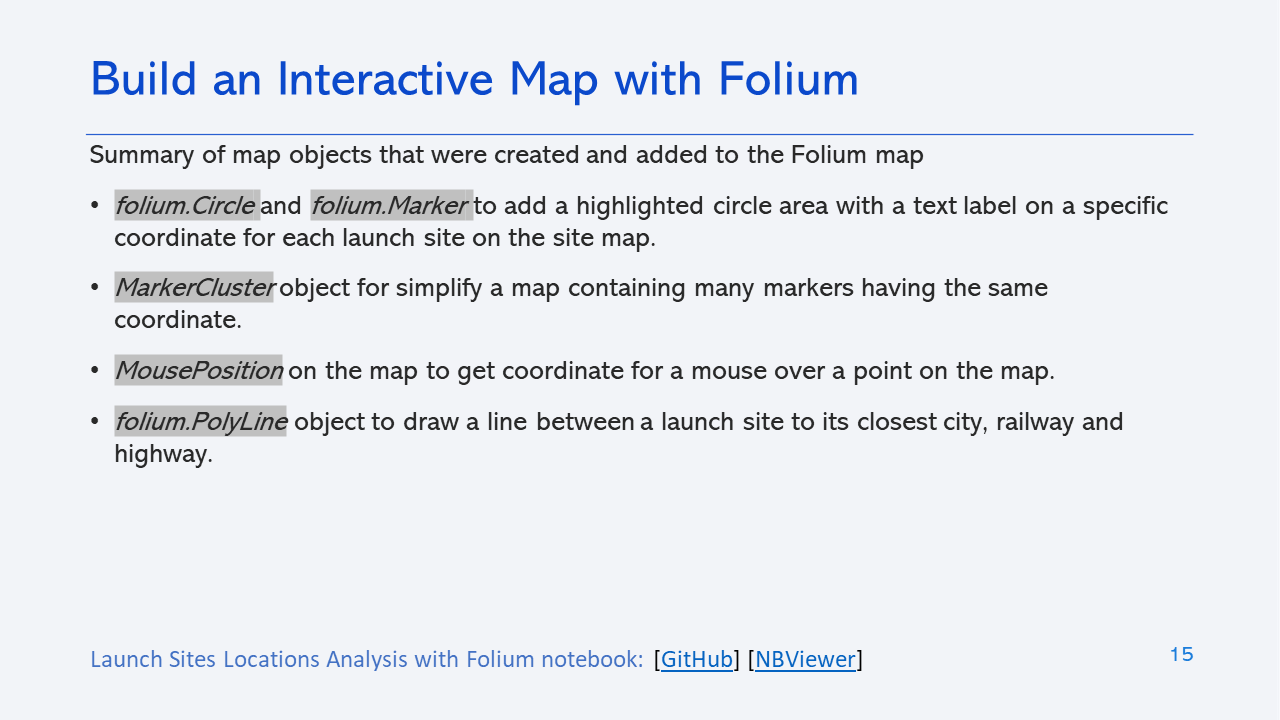 Build an Interactive Map with Folium
Summary of map objects that were created and added to the Folium map
• folium.Circle and folium.Marker to add a highlighted circle area with a text label on a specific
coordinate for each launch site on the site map.
• MarkerCluster object for simplify a map containing many markers having the same
coordinate.
• MousePosition on the map to get coordinate for a mouse over a point on the map.
• folium.PolyLine object to draw a line between a launch site to its closest city, railway and
highway.
Launch Sites Locations Analysis with Folium notebook: [GitHub] [NBViewer]
15